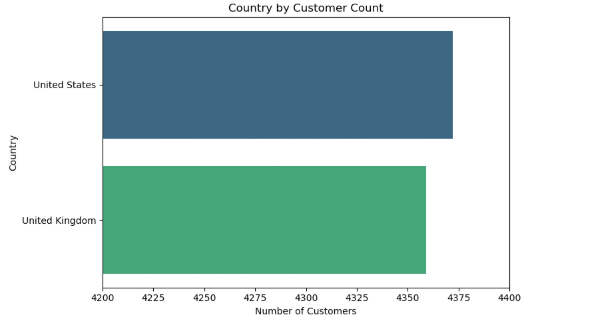 Country by Customer Count
United States
Country
United Kingdom
4200 4225 4250 4275 4300 4325 4350 4375 4400
Number of Customers